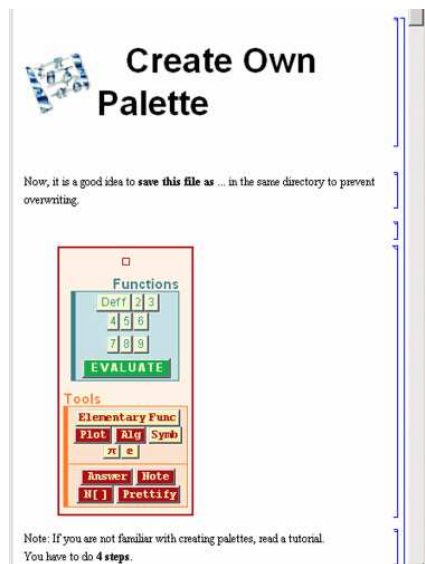 Create Own
Palette
Now, it is a good idea to save this file as ... in the same directory to prevent
overwriting.
Functions
Deff 2 3
4 5 6
7 8 9
EVALUATE
Tools
Elementary Func
Plot Alg Symb
π e
Answer Note
N[ ] Prettify
Note: If you are not familiar with creating palettes, read a tutorial.
You have to do 4 steps.